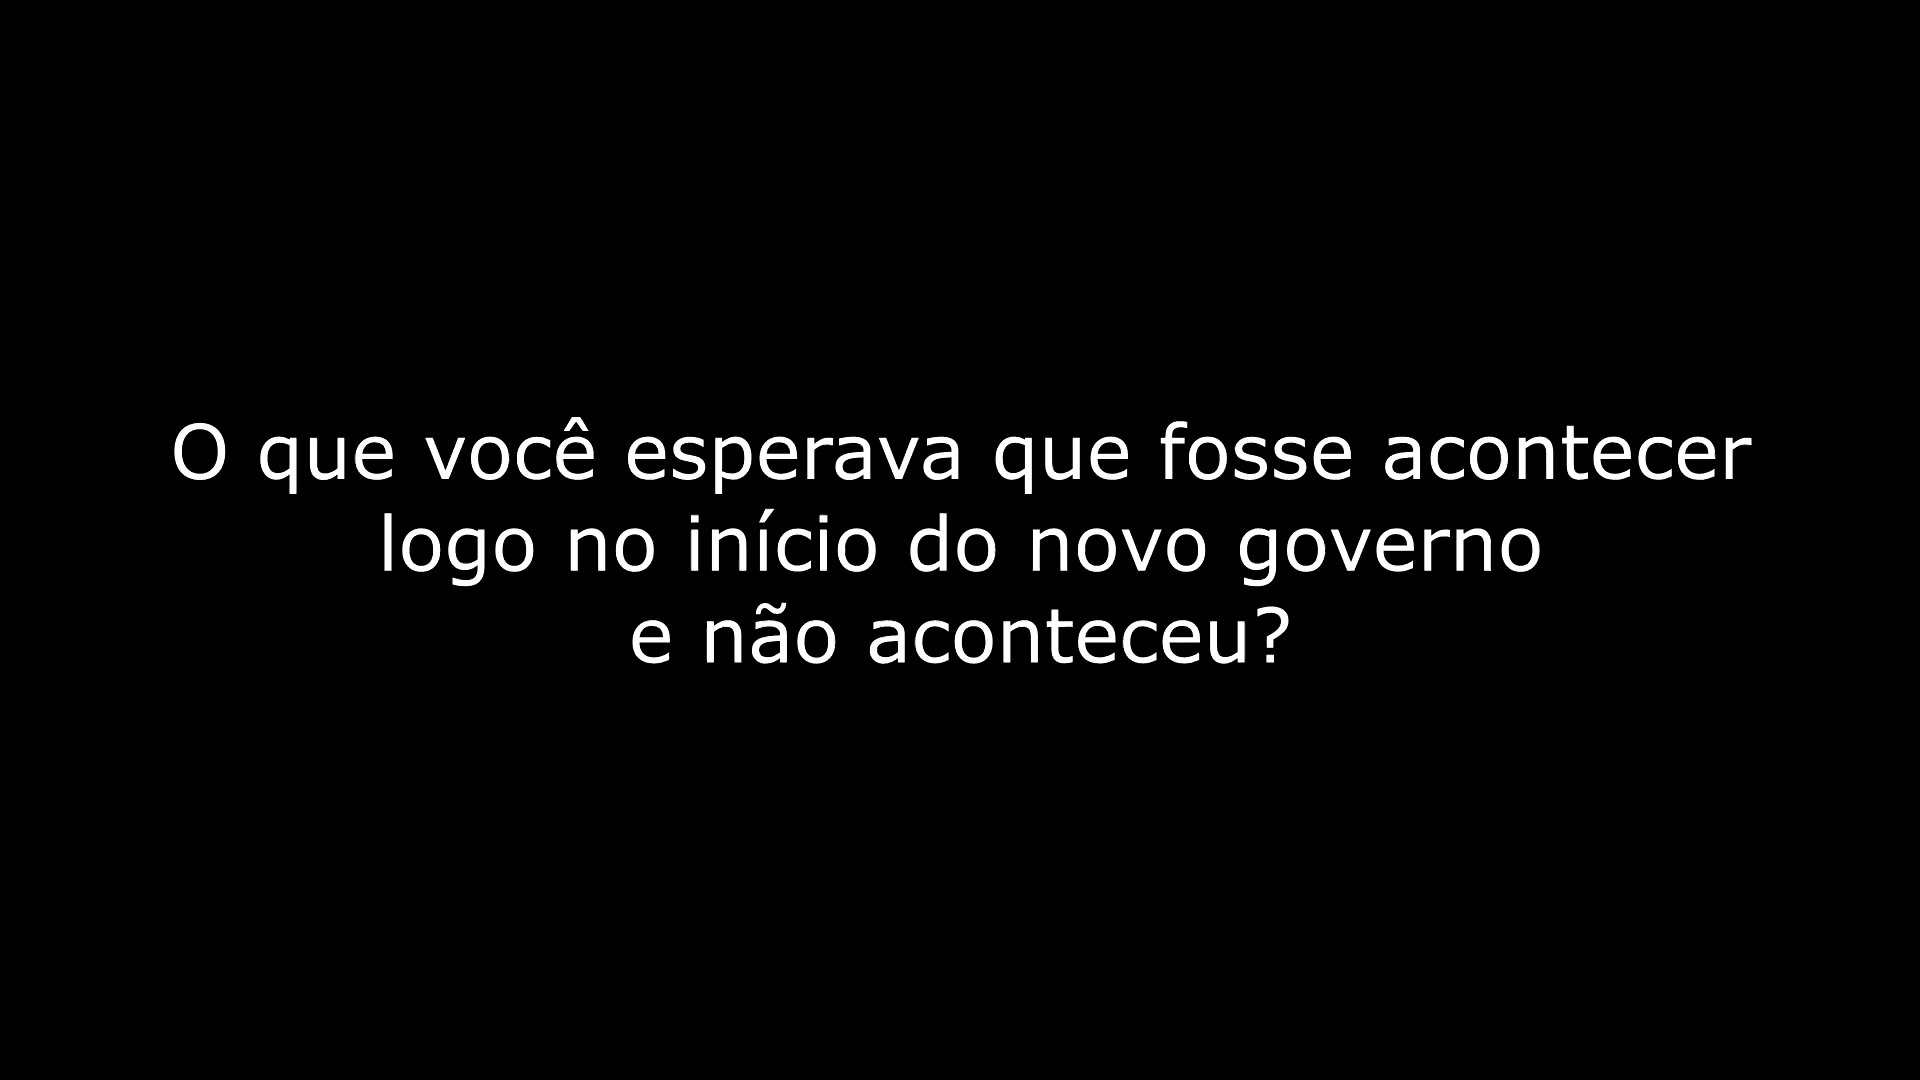 O que você esperava que fosse acontecer
logo no início do novo governo
e não aconteceu?